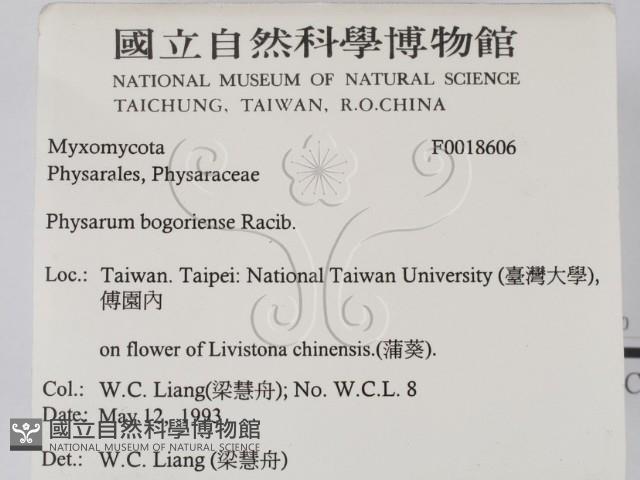 國立自然科學博物館
NATIONAL MUSEUM OF NATURAL SCIENCE
TAICHUNG, TAIWAN, R.O.CHINA
Myxomycota F0018606
Physarales, Physaraceae
Physarum bogoriense Racib.
Loc.: Taiwan. Taipei: National Taiwan University (臺灣大學),
傅園內
on flower of Livistona chinensis.(蒲葵).
Col.: W.C. Liang(梁慧舟); No. W.C.L. 8
Date: May 12, 1993
國立自然科學博物館
NATIONAL MUSEUM OF NATURAL SCIENCE
Det.: W.C. Liang (梁慧舟)